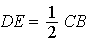 DE = 1/2 CB